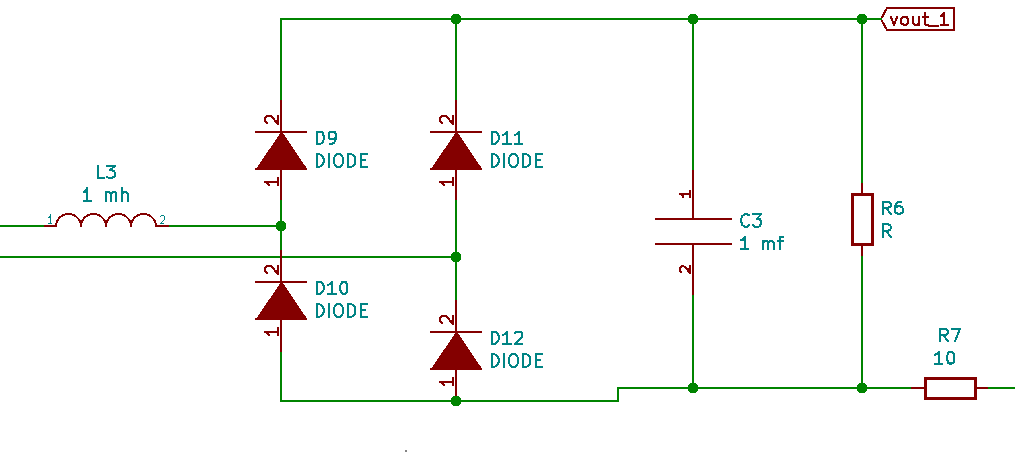 vout_1
2
D9
DIODE
1
2
D11
DIODE
1
L3
1 mh
1
2
1
C3
1 mf
2
R6
R
2
D10
DIODE
1
2
D12
DIODE
1
R7
10